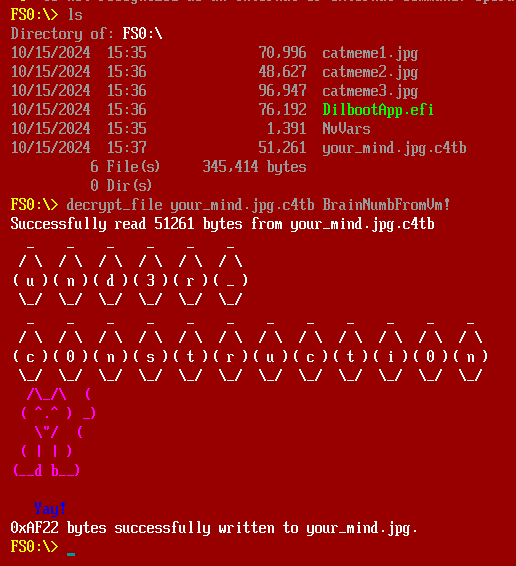 FS0:\> ls
Directory of: FS0:\
10/15/2024  15:35              70,996  catmeme1.jpg
10/15/2024  15:36              48,627  catmeme2.jpg
10/15/2024  15:36              96,947  catmeme3.jpg
10/15/2024  15:36              76,192  DilbootApp.efi
10/15/2024  15:35               1,391  NvVars
10/15/2024  15:37              51,261  your_mind.jpg.c4tb
          6 File(s)     345,414 bytes
          0 Dir(s)
FS0:\> decrypt_file your_mind.jpg.c4tb BrainNumbFromVm!
Successfully read 51261 bytes from your_mind.jpg.c4tb
  _   _   _   _   _   _   _
 / \ / \ / \ / \ / \ / \ / \
( u ) ( n ) ( d ) ( 3 ) ( r ) ( _ )
 \_/ \_/ \_/ \_/ \_/ \_/
  _   _   _   _   _   _   _   _   _   _   _   _
 / \ / \ / \ / \ / \ / \ / \ / \ / \ / \ / \ / \
( c ) ( 0 ) ( n ) ( s ) ( t ) ( r ) ( u ) ( c ) ( t ) ( i ) ( 0 ) ( n )
 \_/ \_/ \_/ \_/ \_/ \_/ \_/ \_/ \_/ \_/ \_/ \_/
  /\_/\  (
 ( ^.^ ) _)
   \"/  (
 ( | | )
(__d b__)
   Yay!
0xAF22 bytes successfully written to your_mind.jpg.
FS0:\> _